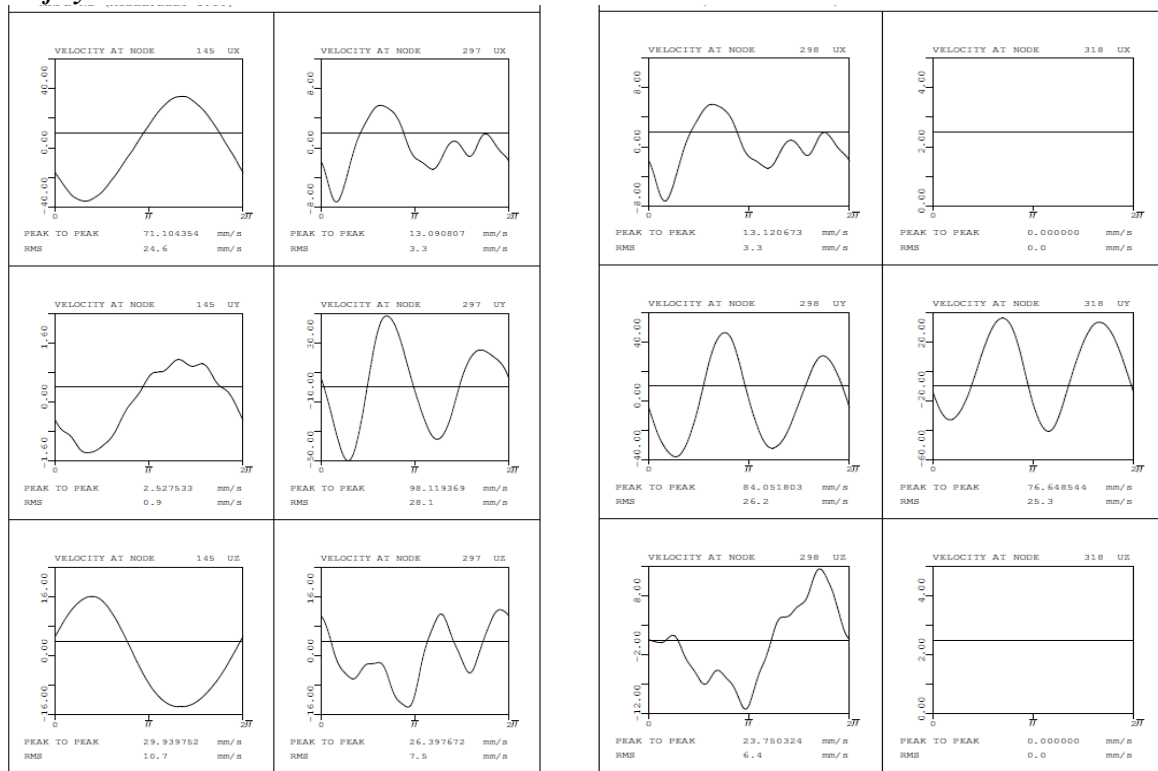 VELOCITY AT NODE 145 UX
40.00
0.00
-40.00
0 π 2π
PEAK TO PEAK 71.104354 mm/s
RMS 24.6 mm/s
VELOCITY AT NODE 297 UX
8.00
0.00
-8.00
0 π 2π
PEAK TO PEAK 13.090807 mm/s
RMS 3.3 mm/s
VELOCITY AT NODE 145 UY
1.60
0.00
-1.60
0 π 2π
PEAK TO PEAK 2.527533 mm/s
RMS 0.9 mm/s
VELOCITY AT NODE 297 UY
30.00
-10.00
-50.00
0 π 2π
PEAK TO PEAK 98.119369 mm/s
RMS 28.1 mm/s
VELOCITY AT NODE 145 UZ
16.00
0.00
-16.00
0 π 2π
PEAK TO PEAK 29.939752 mm/s
RMS 10.7 mm/s
VELOCITY AT NODE 297 UZ
16.00
0.00
-16.00
0 π 2π
PEAK TO PEAK 26.397672 mm/s
RMS 7.5 mm/s
VELOCITY AT NODE 298 UX
8.00
0.00
-8.00
0 π 2π
PEAK TO PEAK 13.120673 mm/s
RMS 3.3 mm/s
VELOCITY AT NODE 318 UX
4.00
2.00
0.00
0 π 2π
PEAK TO PEAK 0.000000 mm/s
RMS 0.0 mm/s
VELOCITY AT NODE 298 UY
40.00
0.00
-40.00
0 π 2π
PEAK TO PEAK 84.051803 mm/s
RMS 26.2 mm/s
VELOCITY AT NODE 318 UY
20.00
-20.00
-60.00
0 π 2π
PEAK TO PEAK 76.648544 mm/s
RMS 25.3 mm/s
VELOCITY AT NODE 298 UZ
8.00
-2.00
-12.00
0 π 2π
PEAK TO PEAK 23.750324 mm/s
RMS 6.4 mm/s
VELOCITY AT NODE 318 UZ
4.00
2.00
0.00
0 π 2π
PEAK TO PEAK 0.000000 mm/s
RMS 0.0 mm/s